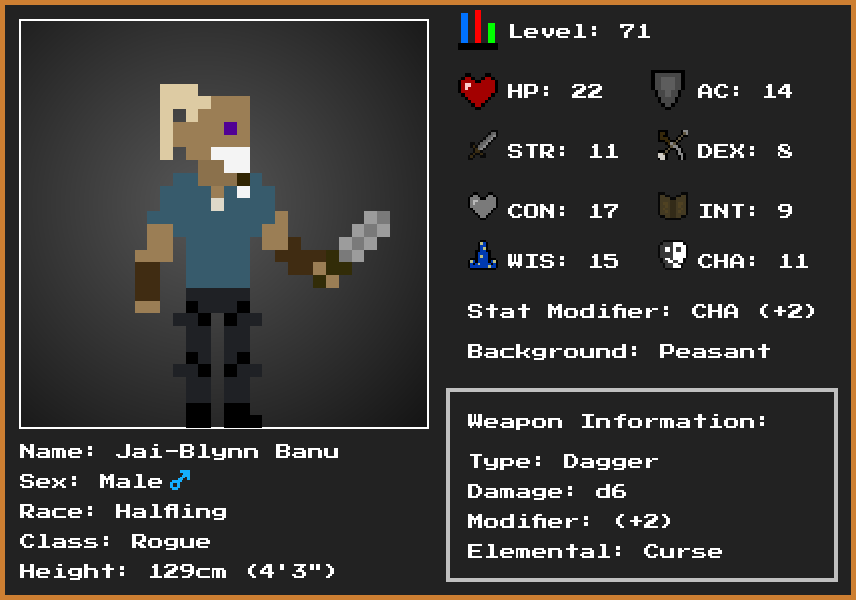 Level: 71
HP: 22
AC: 14
STR: 11
DEX: 8
CON: 17
INT: 9
WIS: 15
CHA: 11
Stat Modifier: CHA (+2)
Background: Peasant
Weapon Information:
Type: Dagger
Damage: d6
Modifier: (+2)
Elemental: Curse
Name: Jai-Blynn Banu
Sex: Male♂
Race: Halfling
Class: Rogue
Height: 129cm (4'3")